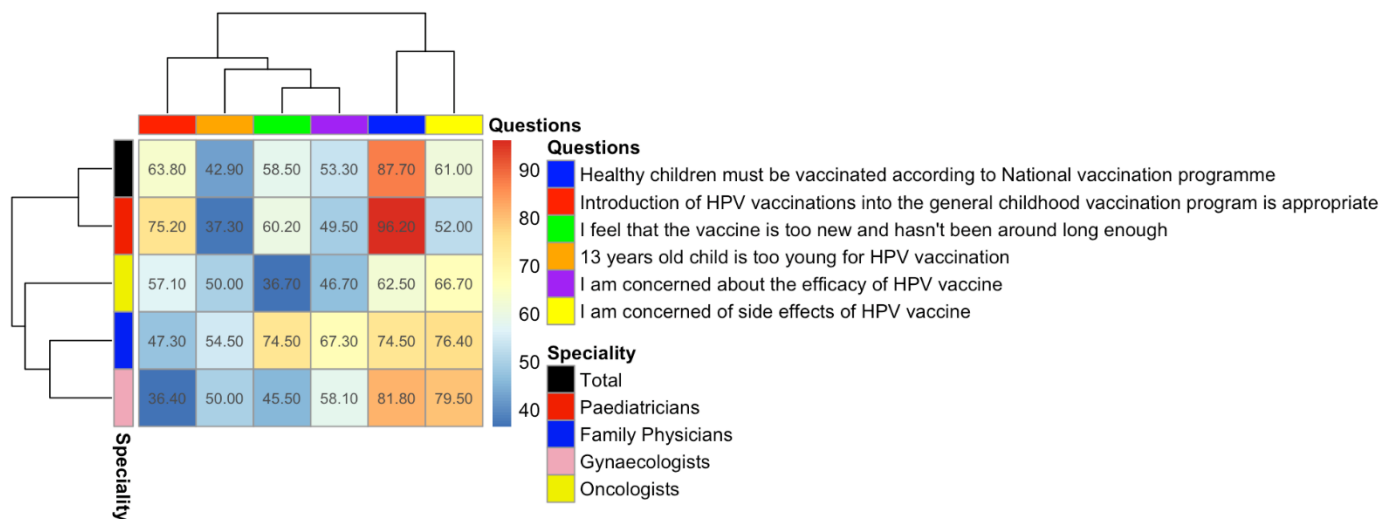 Questions
63.80 42.90 58.50 53.30 87.70 61.00
75.20 37.30 60.20 49.50 96.20 52.00
57.10 50.00 36.70 46.70 62.50 66.70
47.30 54.50 74.50 67.30 74.50 76.40
36.40 50.00 45.50 58.10 81.80 79.50
Speciality
90
80
70
60
50
40
Questions
Healthy children must be vaccinated according to National vaccination programme
Introduction of HPV vaccinations into the general childhood vaccination program is appropriate
I feel that the vaccine is too new and hasn't been around long enough
13 years old child is too young for HPV vaccination
I am concerned about the efficacy of HPV vaccine
I am concerned of side effects of HPV vaccine
Speciality
Total
Paediatricians
Family Physicians
Gynaecologists
Oncologists